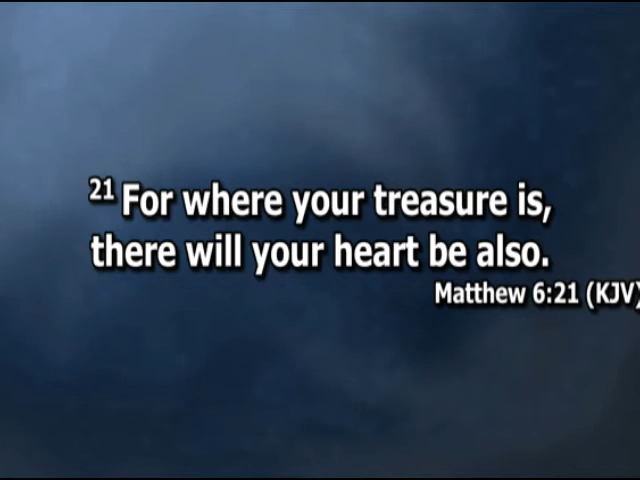 21 For where your treasure is,
there will your heart be also.
Matthew 6:21 (KJV)